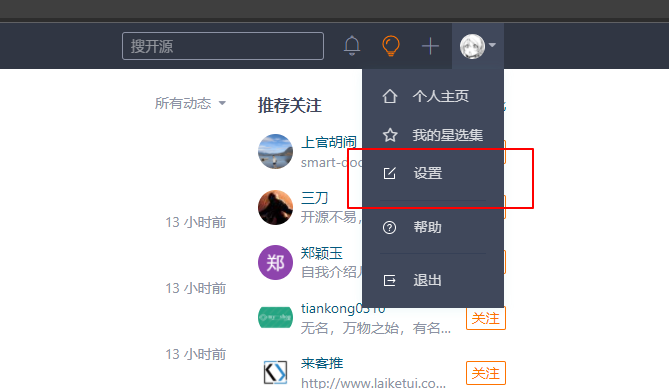 搜开源
所有动态
推荐关注
个人主页
我的星选集
设置
帮助
退出
上官胡闹
smart-doc
三刀
开源不易，
13 小时前
郑
郑颖玉
自我介绍
13 小时前
tiankong0310
无名，万物之始，有名...
关注
13 小时前
来客推
http://www.laiketui.co...
关注